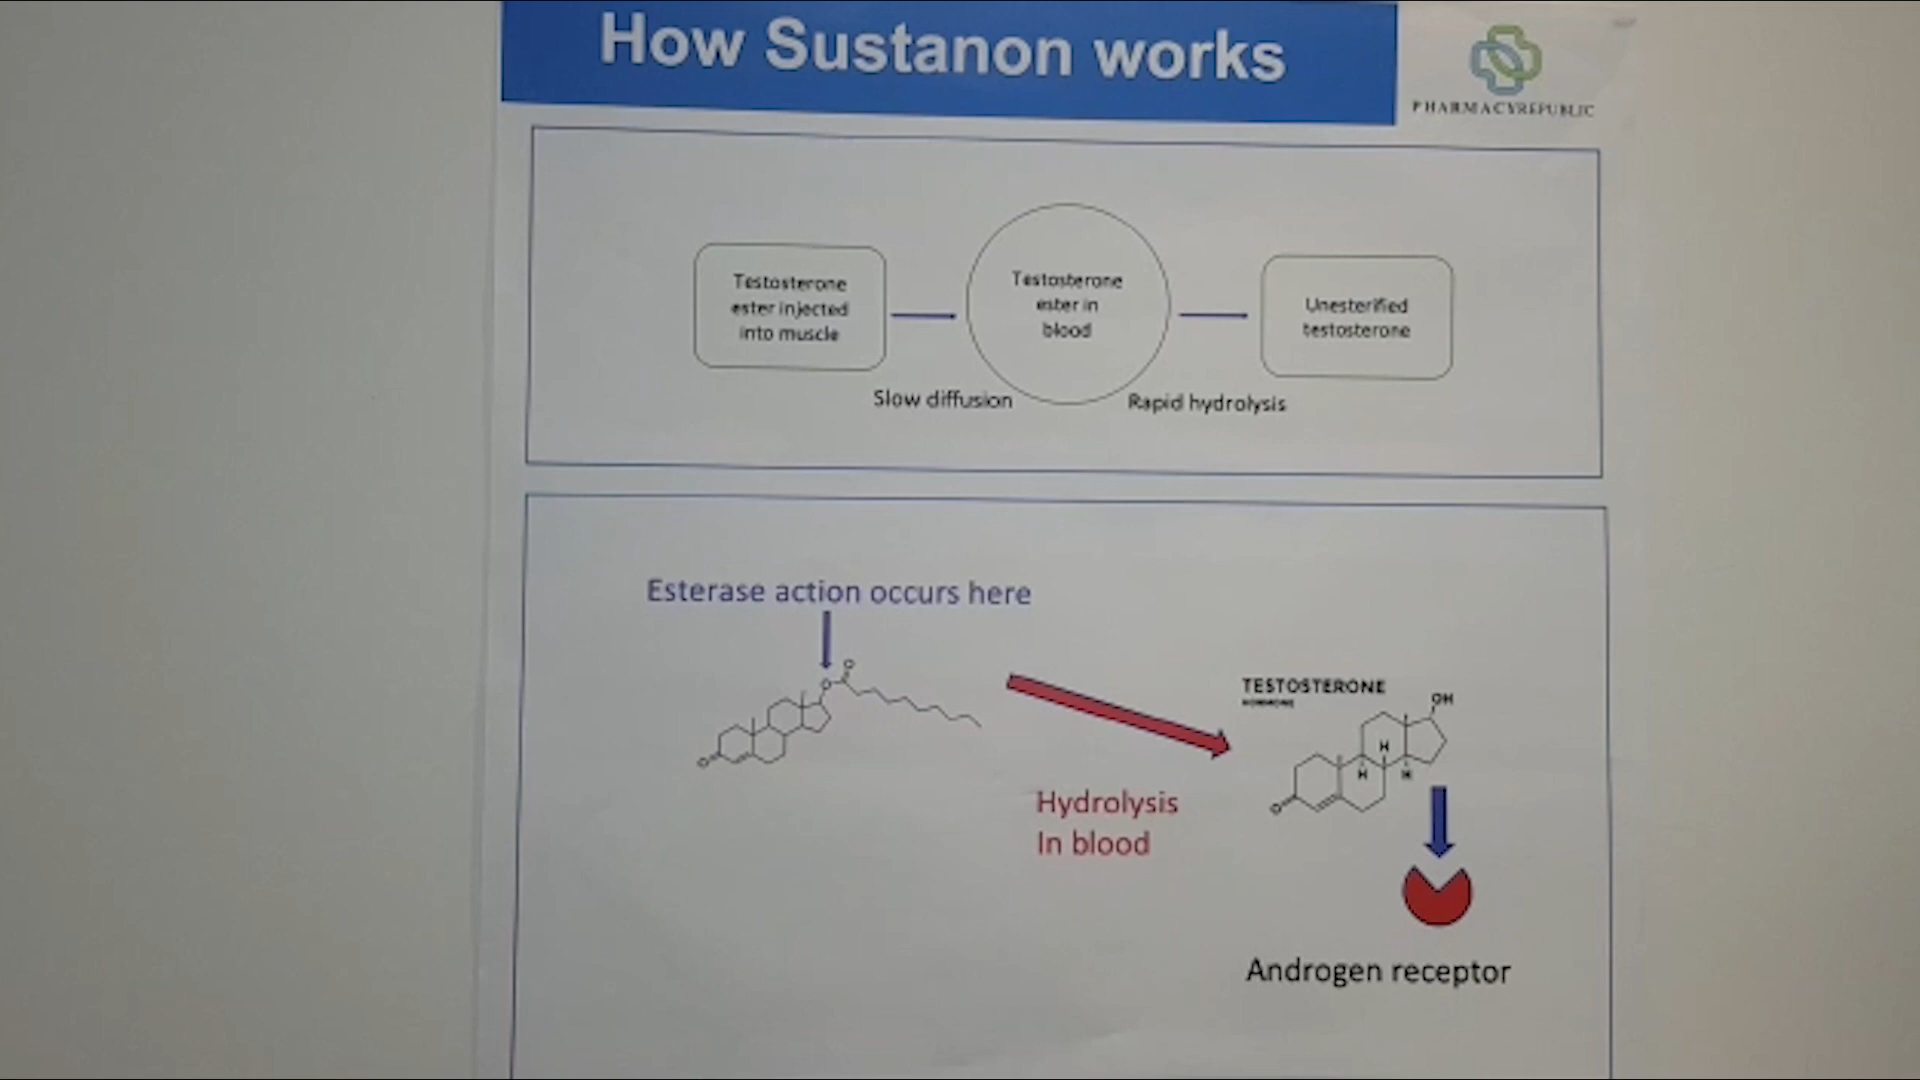 How Sustanon works
PHARMACYREPUBLIC
Testosterone
ester injected
into muscle
Testosterone
ester in
blood
Unesterified
testosterone
Slow diffusion
Rapid hydrolysis
Esterase action occurs here
O
O
O
TESTOSTERONE
HORMONE
OH
H
H
H
O
Hydrolysis
In blood
Androgen receptor